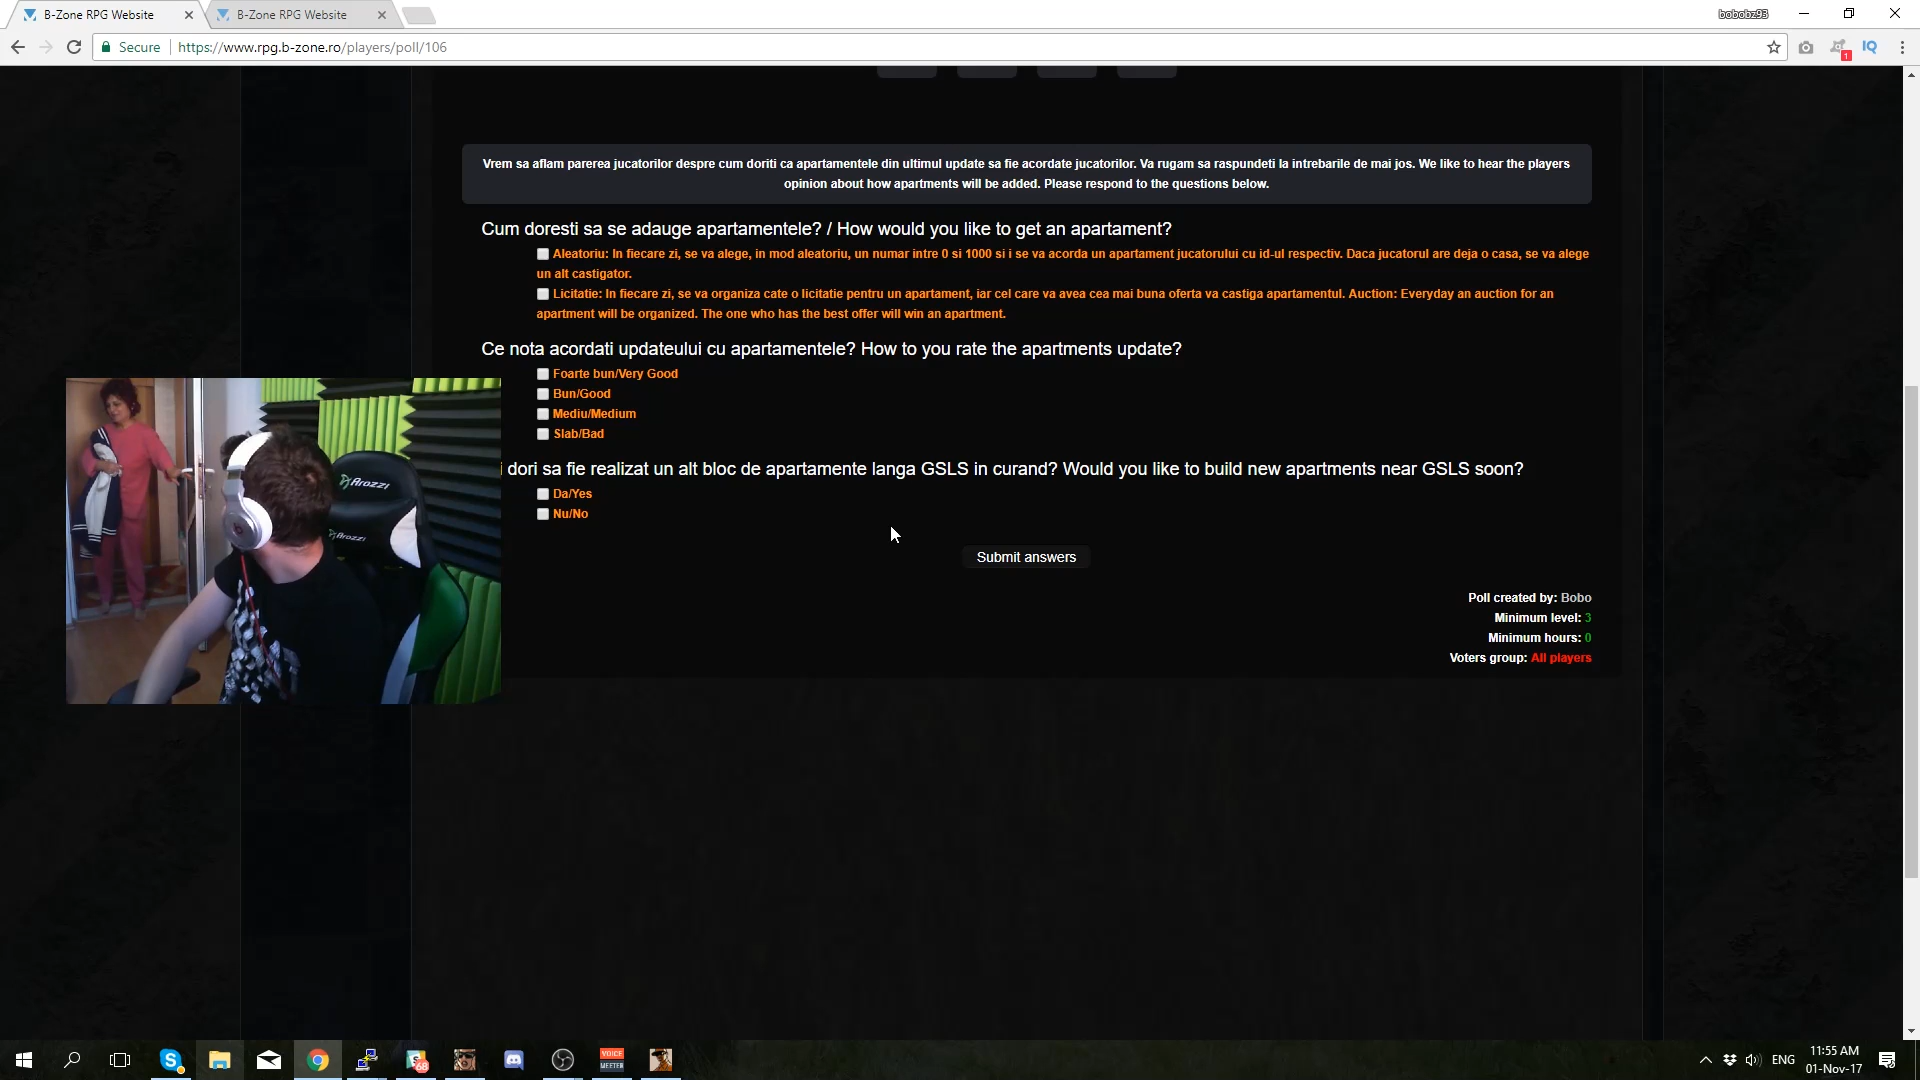 B-Zone RPG Website
B-Zone RPG Website
bobobz93
Secure
https://www.rpg.b-zone.ro/players/poll/106
IQ
1
Vrem sa aflam parerea jucatorilor despre cum doriti ca apartamentele din ultimul update sa fie acordate jucatorilor. Va rugam sa raspundeti la intrebarile de mai jos. We like to hear the players
opinion about how apartments will be added. Please respond to the questions below.
Cum doresti sa se adauge apartamentele? / How would you like to get an apartament?
Aleatoriu: In fiecare zi, se va alege, in mod aleatoriu, un numar intre 0 si 1000 si i se va acorda un apartament jucatorului cu id-ul respectiv. Daca jucatorul are deja o casa, se va alege
un alt castigator.
Licitatie: In fiecare zi, se va organiza cate o licitatie pentru un apartament, iar cel care va avea cea mai buna oferta va castiga apartamentul. Auction: Everyday an auction for an
apartment will be organized. The one who has the best offer will win an apartment.
Ce nota acordati updateului cu apartamentele? How to you rate the apartments update?
Foarte bun/Very Good
Bun/Good
Mediu/Medium
Slab/Bad
i dori sa fie realizat un alt bloc de apartamente langa GSLS in curand? Would you like to build new apartments near GSLS soon?
Da/Yes
Nu/No
Submit answers
Poll created by: Bobo
Minimum level: 3
Minimum hours: 0
Voters group: All players
Arozzi
Arozzi
VOICE
MEETER
68
ENG
11:55 AM
01-Nov-17